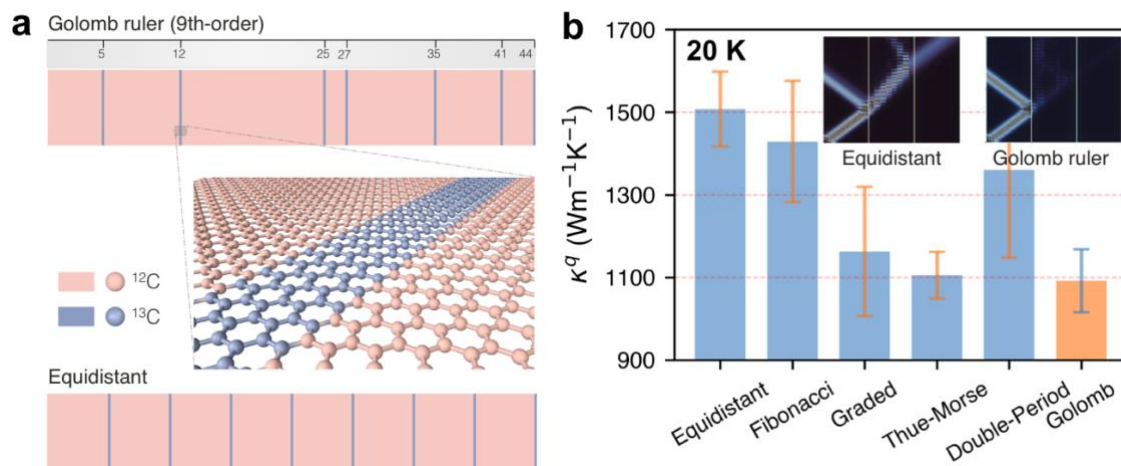 a
Golomb ruler (9th-order)
5 12 25 27 35 41 44
¹²C
¹³C
Equidistant
b
20 K
Equidistant
Golomb ruler
κ^q (Wm⁻¹K⁻¹)
1700
1500
1300
1100
900
Equidistant
Fibonacci
Graded
Thue-Morse
Double-Period
Golomb